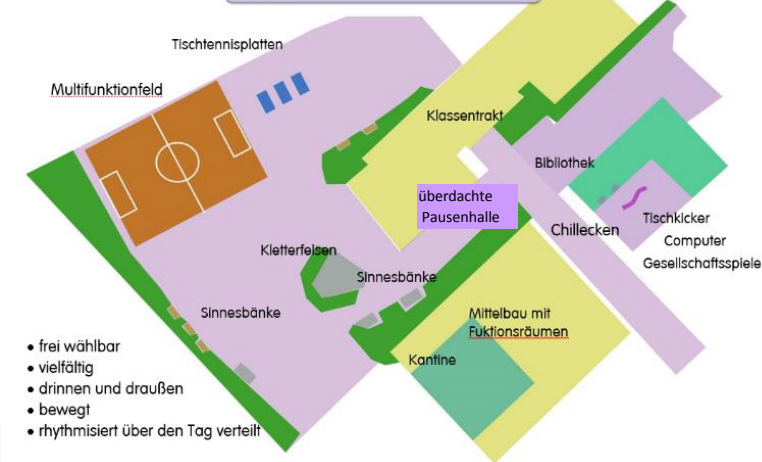 Tischtennisplatten
Multifunktionfeld
Klassentrakt
Bibliothek
überdachte
Pausenhalle
Chillecken
Tischkicker
Computer
Gesellschaftsspiele
Kletterfelsen
Sinnesbänke
Sinnesbänke
Mittelbau mit
Fuktionsräumen
Kantine
• frei wählbar
• vielfältig
• drinnen und draußen
• bewegt
• rhythmisiert über den Tag verteilt